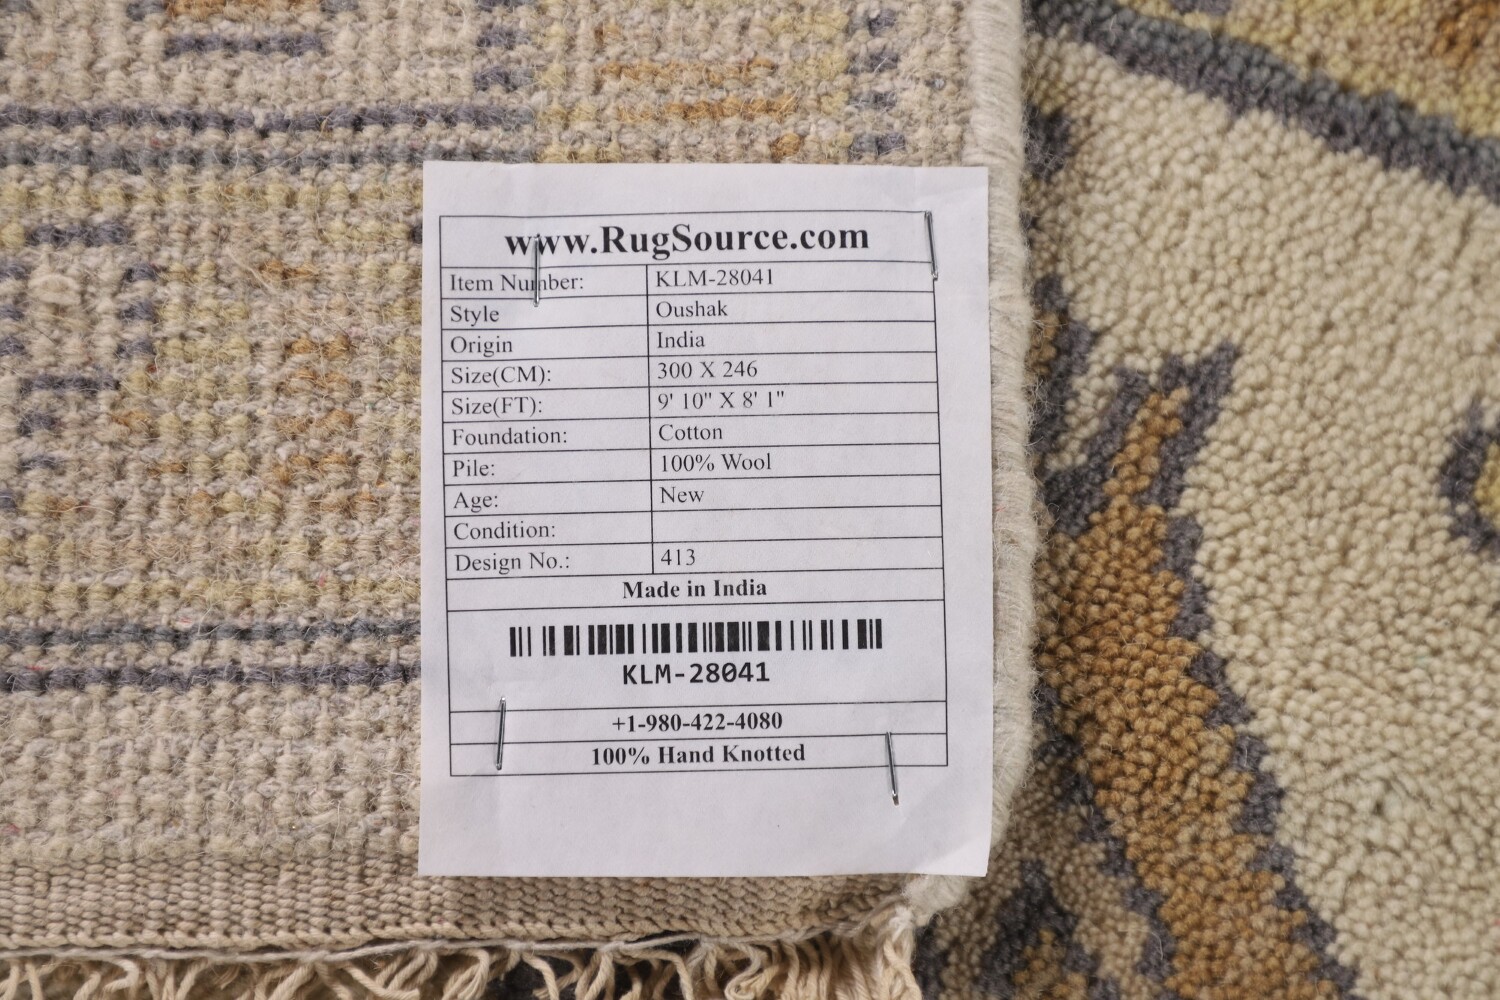 www.RugSource.com
Item Number: KLM-28041
Style Oushak
Origin India
Size(CM): 300 X 246
Size(FT): 9' 10" X 8' 1"
Foundation: Cotton
Pile: 100% Wool
Age: New
Condition:
Design No.: 413
Made in India
KLM-28041
+1-980-422-4080
100% Hand Knotted